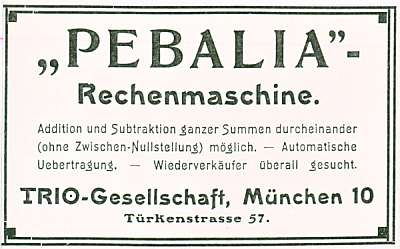 „PEBALIA”-
Rechenmaschine.
Addition und Subtraktion ganzer Summen durcheinander
(ohne Zwischen-Nullstellung) möglich. — Automatische
Uebertragung. — Wiederverkäufer überall gesucht.
TRIO-Gesellschaft, München 10
Türkenstrasse 57.